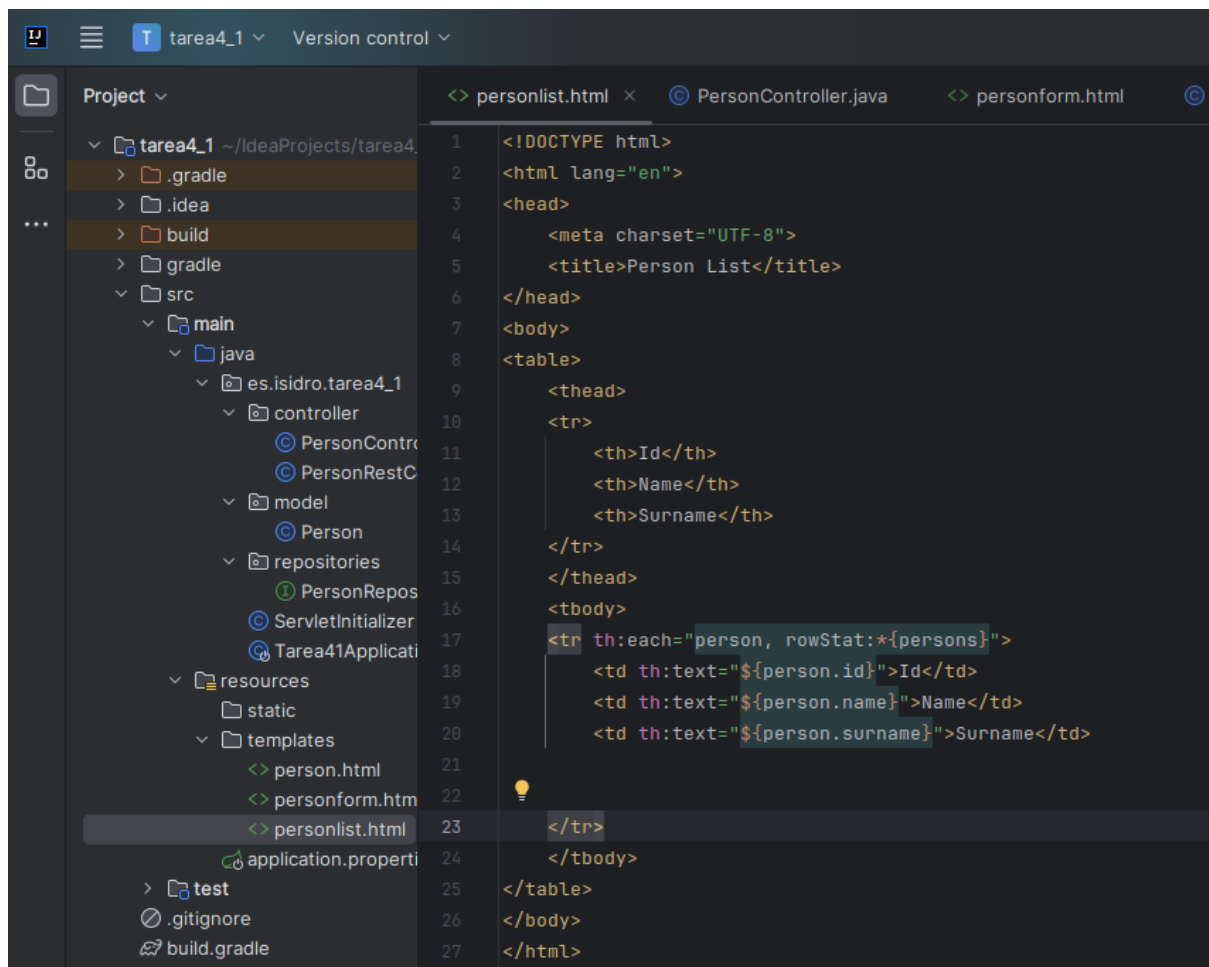 IJ
T tarea4_1 Version control
Project
personlist.html
PersonController.java
personform.html
tarea4_1 ~/IdeaProjects/tarea4_
.gradle
.idea
build
gradle
src
main
java
es.isidro.tarea4_1
controller
PersonContro
PersonRestC
model
Person
repositories
PersonRepos
ServletInitializer
Tarea41Applicati
resources
static
templates
person.html
personform.htm
personlist.html
application.properti
test
.gitignore
build.gradle
1 <!DOCTYPE html>
2 <html lang="en">
3 <head>
4 <meta charset="UTF-8">
5 <title>Person List</title>
6 </head>
7 <body>
8 <table>
9 <thead>
10 <tr>
11 <th>Id</th>
12 <th>Name</th>
13 <th>Surname</th>
14 </tr>
15 </thead>
16 <tbody>
17 <tr th:each="person, rowStat:*{persons}">
18 <td th:text="${person.id}">Id</td>
19 <td th:text="${person.name}">Name</td>
20 <td th:text="${person.surname}">Surname</td>
21
22
23 </tr>
24 </tbody>
25 </table>
26 </body>
27 </html>